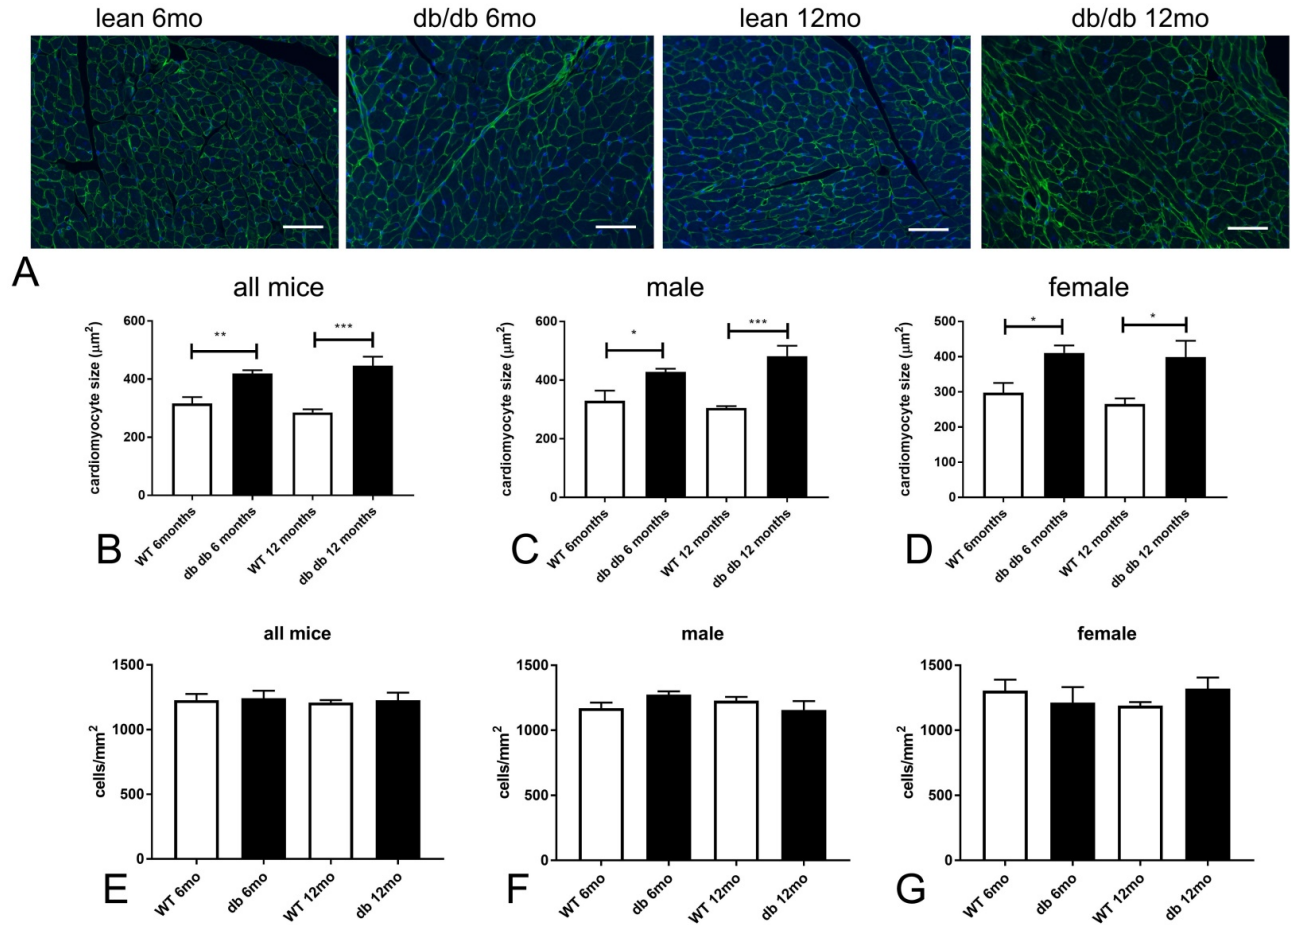 lean 6mo
db/db 6mo
lean 12mo
db/db 12mo
A
all mice
cardiomyocyte size (μm2)
600
400
200
0
**
***
WT 6months
db db 6 months
WT 12 months
db db 12 months
B
male
cardiomyocyte size (μm2)
600
400
200
0
*
***
WT 6months
db db 6 months
WT 12 months
db db 12 months
C
female
cardiomyocyte size (μm2)
500
400
300
200
100
0
*
*
WT 6months
db db 6 months
WT 12 months
db db 12 months
D
all mice
cells/mm2
1500
1000
500
0
WT 6mo
db 6mo
WT 12mo
db 12mo
E
male
cells/mm2
1500
1000
500
0
WT 6mo
db 6mo
WT 12mo
db 12mo
F
female
cells/mm2
1500
1000
500
0
WT 6mo
db 6mo
WT 12mo
db 12mo
G